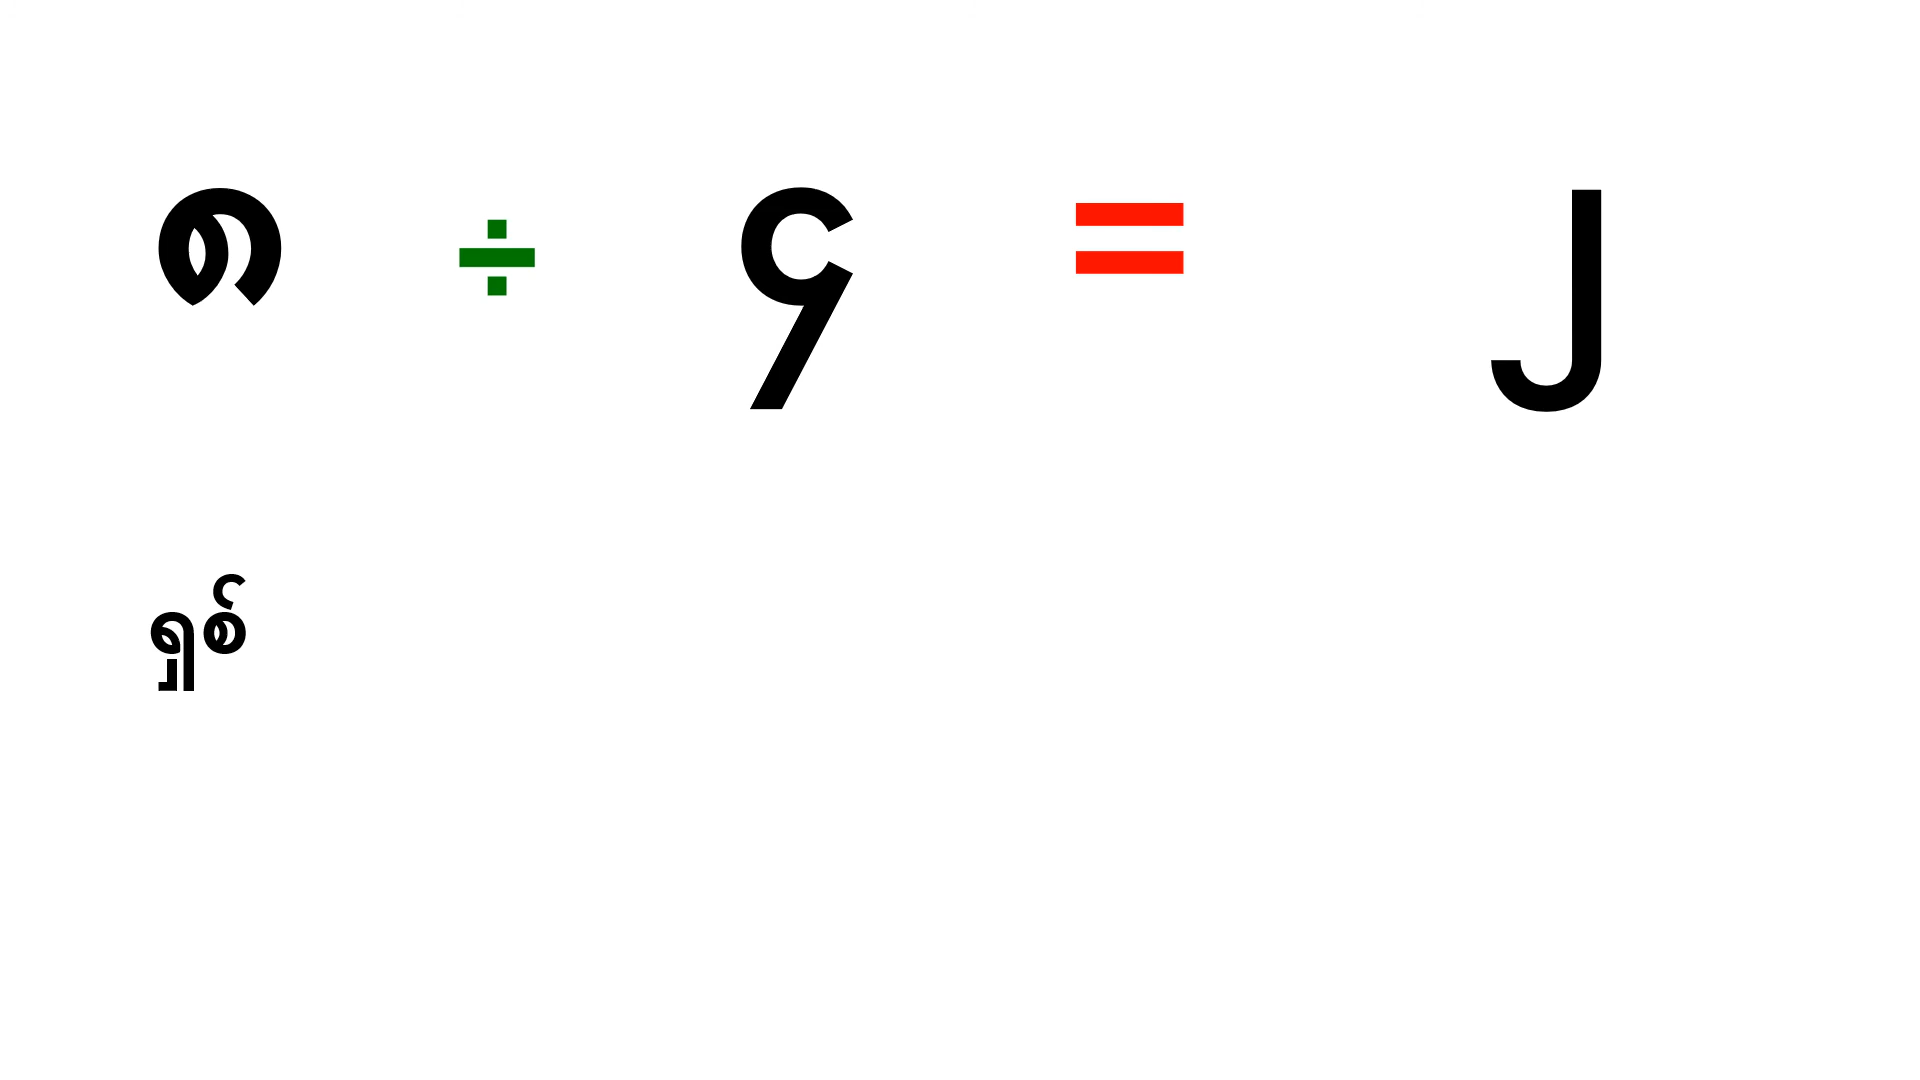 ၈ ÷ ၄ = ၂
ရှစ်